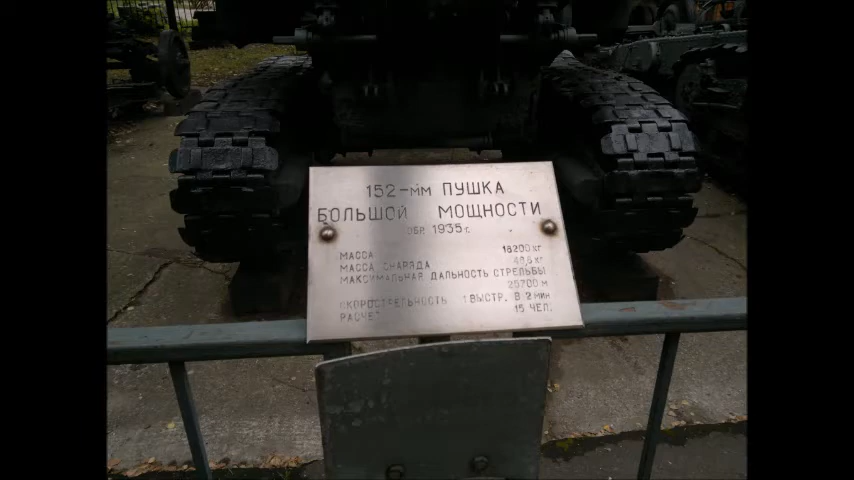 152-мм ПУШКА
БОЛЬШОЙ МОЩНОСТИ
ОБР. 1935 г.
МАССА 18200 кг
МАССА СНАРЯДА 48,8 кг
МАКСИМАЛЬНАЯ ДАЛЬНОСТЬ СТРЕЛЬБЫ
м
СКОРОСТРЕЛЬНОСТЬ 1 ВЫСТР. В 2 мин
РАСЧЕТ 15 ЧЕЛ.